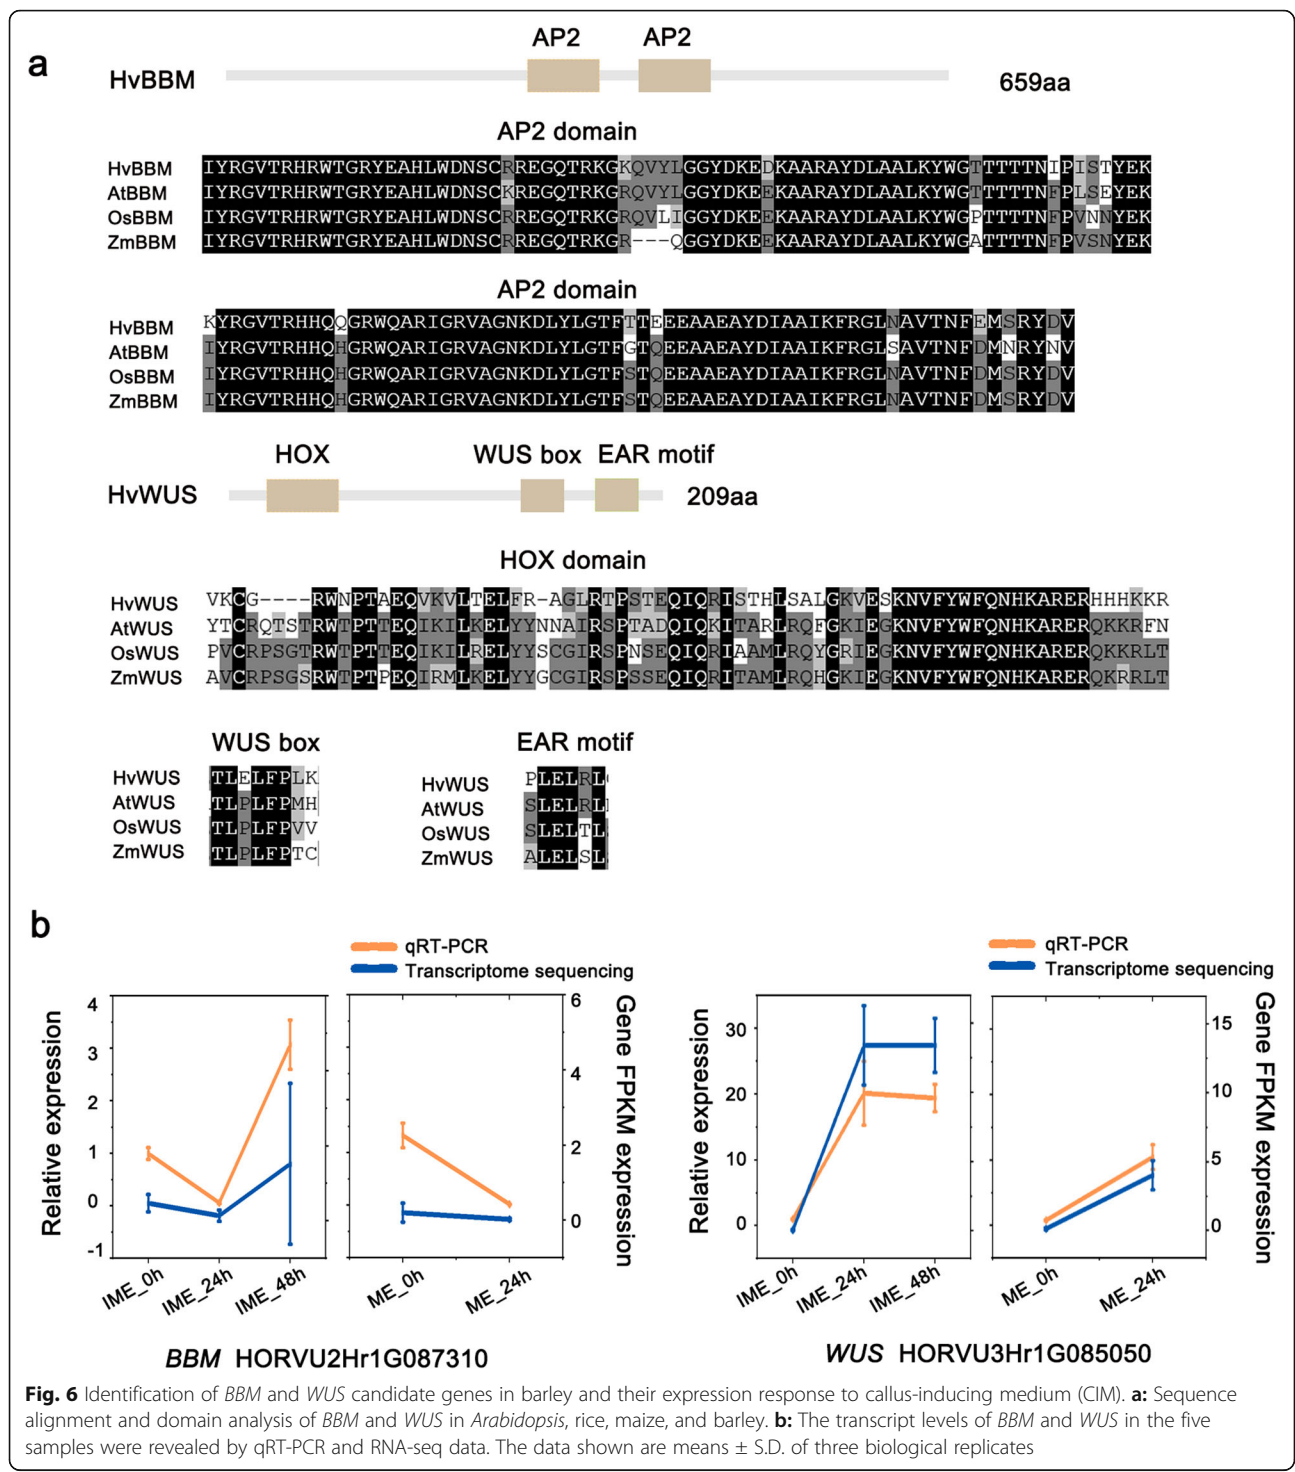 a
AP2 AP2
HvBBM 659aa
AP2 domain
HvBBM IYRGVTRHRWTGRYEAHLWDNSCRREGQTRKGKQVYLGGYDKEDKAARAYDLAALKYWGTTTTTNIPISTYEK
AtBBM IYRGVTRHRWTGRYEAHLWDNSCKREGQTRKGRQVYLGGYDKEEKAARAYDLAALKYWGTTTTTNFPLSEYEK
OsBBM IYRGVTRHRWTGRYEAHLWDNSCRREGQTRKGRQVLIGGYDKEEKAARAYDLAALKYWGPTTTTNFPVNNYEK
ZmBBM IYRGVTRHRWTGRYEAHLWDNSCRREGQTRKGR---QGGYDKEEKAARAYDLAALKYWGATTTTNFPVSNYEK
AP2 domain
HvBBM KYRGVTRHHQQGRWQARIGRVAGNKDLYLGTFTTEEEAAEAYDIAAIKFRGLNAVTNFEMSRYDV
AtBBM IYRGVTRHHQHGRWQARIGRVAGNKDLYLGTFGTQEEAAEAYDIAAIKFRGLSAVTNFDMNRYNV
OsBBM IYRGVTRHHQHGRWQARIGRVAGNKDLYLGTFSTQEEAAEAYDIAAIKFRGLNAVTNFDMSRYDV
ZmBBM IYRGVTRHHQHGRWQARIGRVAGNKDLYLGTFSTQEEAAEAYDIAAIKFRGLNAVTNFDMSRYDV
HOX WUS box EAR motif
HvWUS 209aa
HOX domain
HvWUS VKCG----RWNPTAEQVKVLTELFR-AGLRTPSTEQIQRISTHLSALGKVESKNVFYWFQNHKARERHHHKKR
AtWUS YTCRQTSTRWTPTTEQIKILKELYYNNAIRSPTADQIQKITARLRQFGKIEGKNVFYWFQNHKARERQKKRFN
OsWUS PVCRPSGTRWTPTTEQIKILRELYYSCGIRSPNSEQIQRIAAMLRQYGRIEGKNVFYWFQNHKARERQKKRLT
ZmWUS AVCRPSGSRWTPTPEQIRMLKELYYGCGIRSPSSEQIQRITAMLRQHGKIEGKNVFYWFQNHKARERQKRRLT
WUS box EAR motif
HvWUS TLELFPLK HvWUS PLELRL
AtWUS TLPLFPMH AtWUS SLELRL
OsWUS TLPLFPVV OsWUS SLELTL
ZmWUS TLPLFPTC ZmWUS ALELSL
b
qRT-PCR
Transcriptome sequencing
qRT-PCR
Transcriptome sequencing
Relative expression
4
3
2
1
0
-1
6
4
2
0
Gene FPKM expression
IME_0h IME_24h IME_48h ME_0h ME_24h
BBM HORVU2Hr1G087310
Relative expression
30
20
10
0
15
10
5
0
Gene FPKM expression
IME_0h IME_24h IME_48h ME_0h ME_24h
WUS HORVU3Hr1G085050
Fig. 6 Identification of BBM and WUS candidate genes in barley and their expression response to callus-inducing medium (CIM). a: Sequence
alignment and domain analysis of BBM and WUS in Arabidopsis, rice, maize, and barley. b: The transcript levels of BBM and WUS in the five
samples were revealed by qRT-PCR and RNA-seq data. The data shown are means ± S.D. of three biological replicates